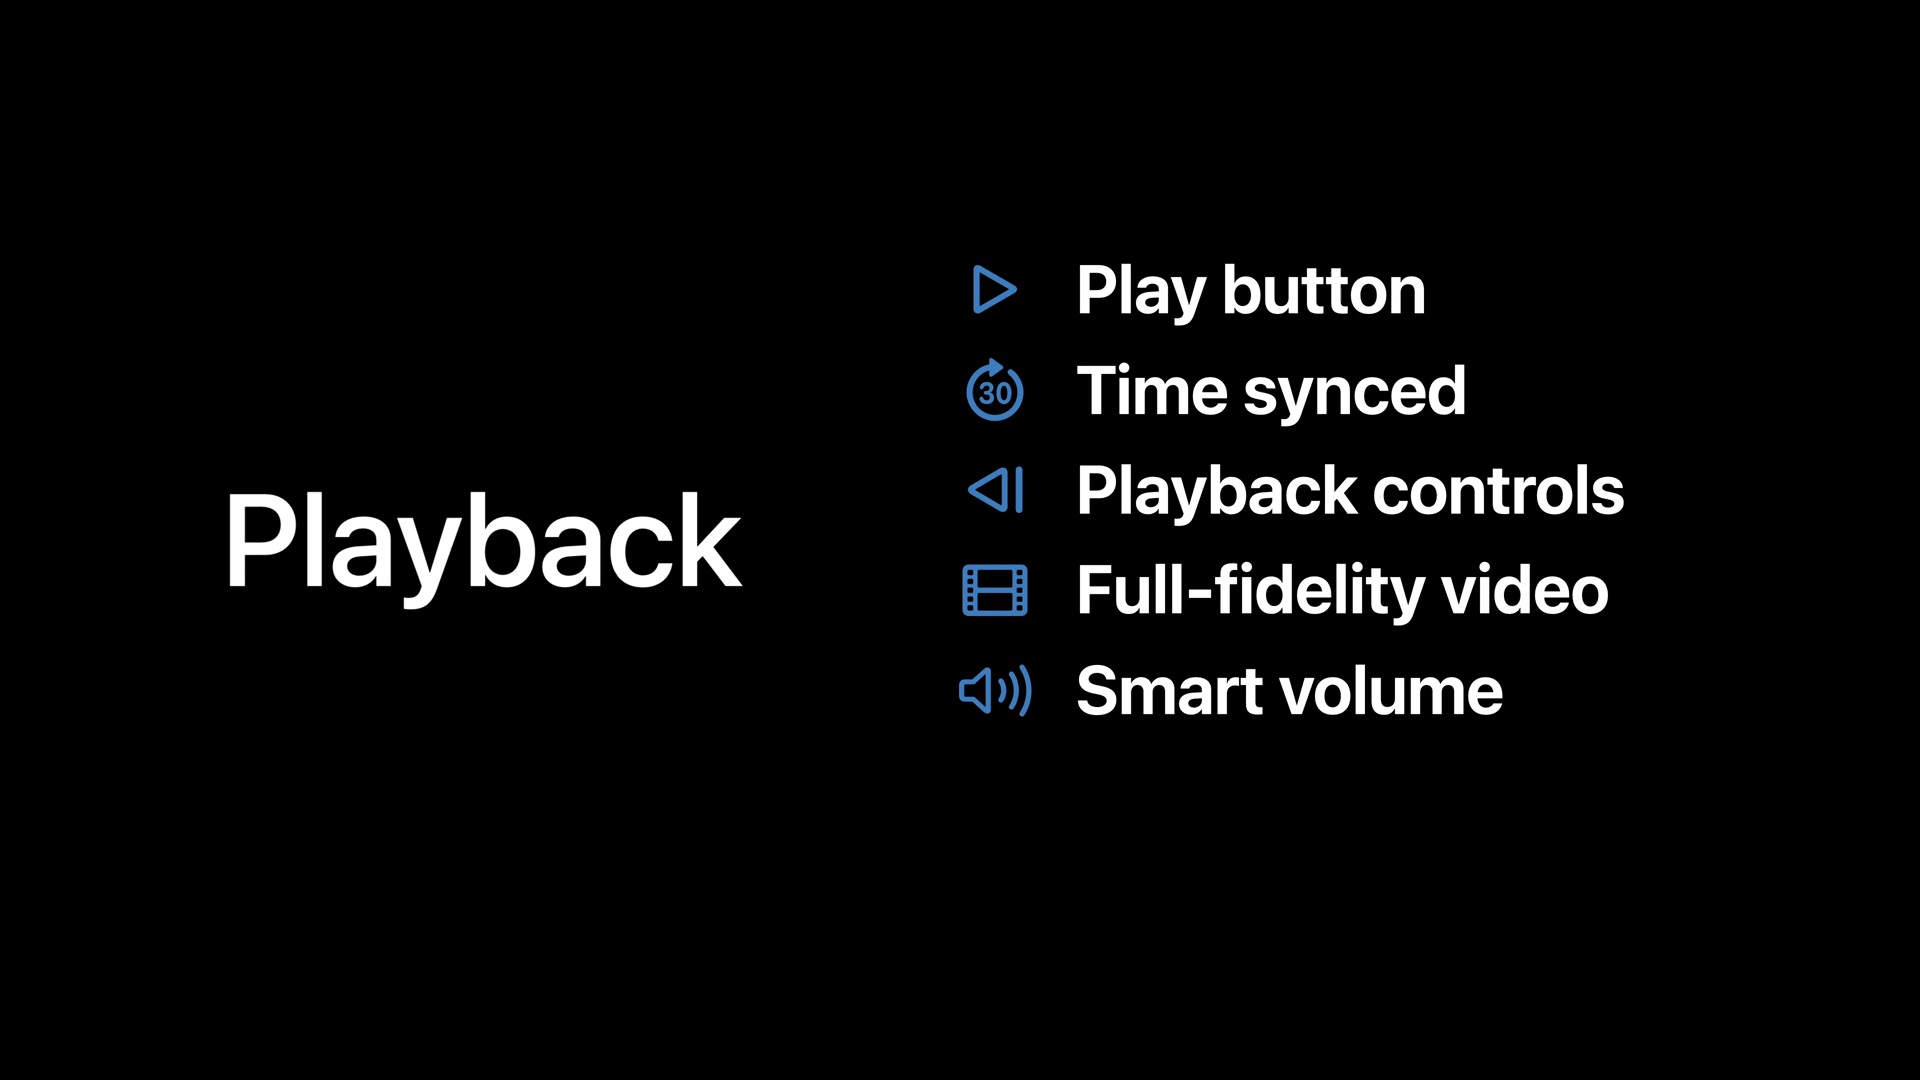 Playback
Play button
30
Time synced
Playback controls
Full-fidelity video
Smart volume